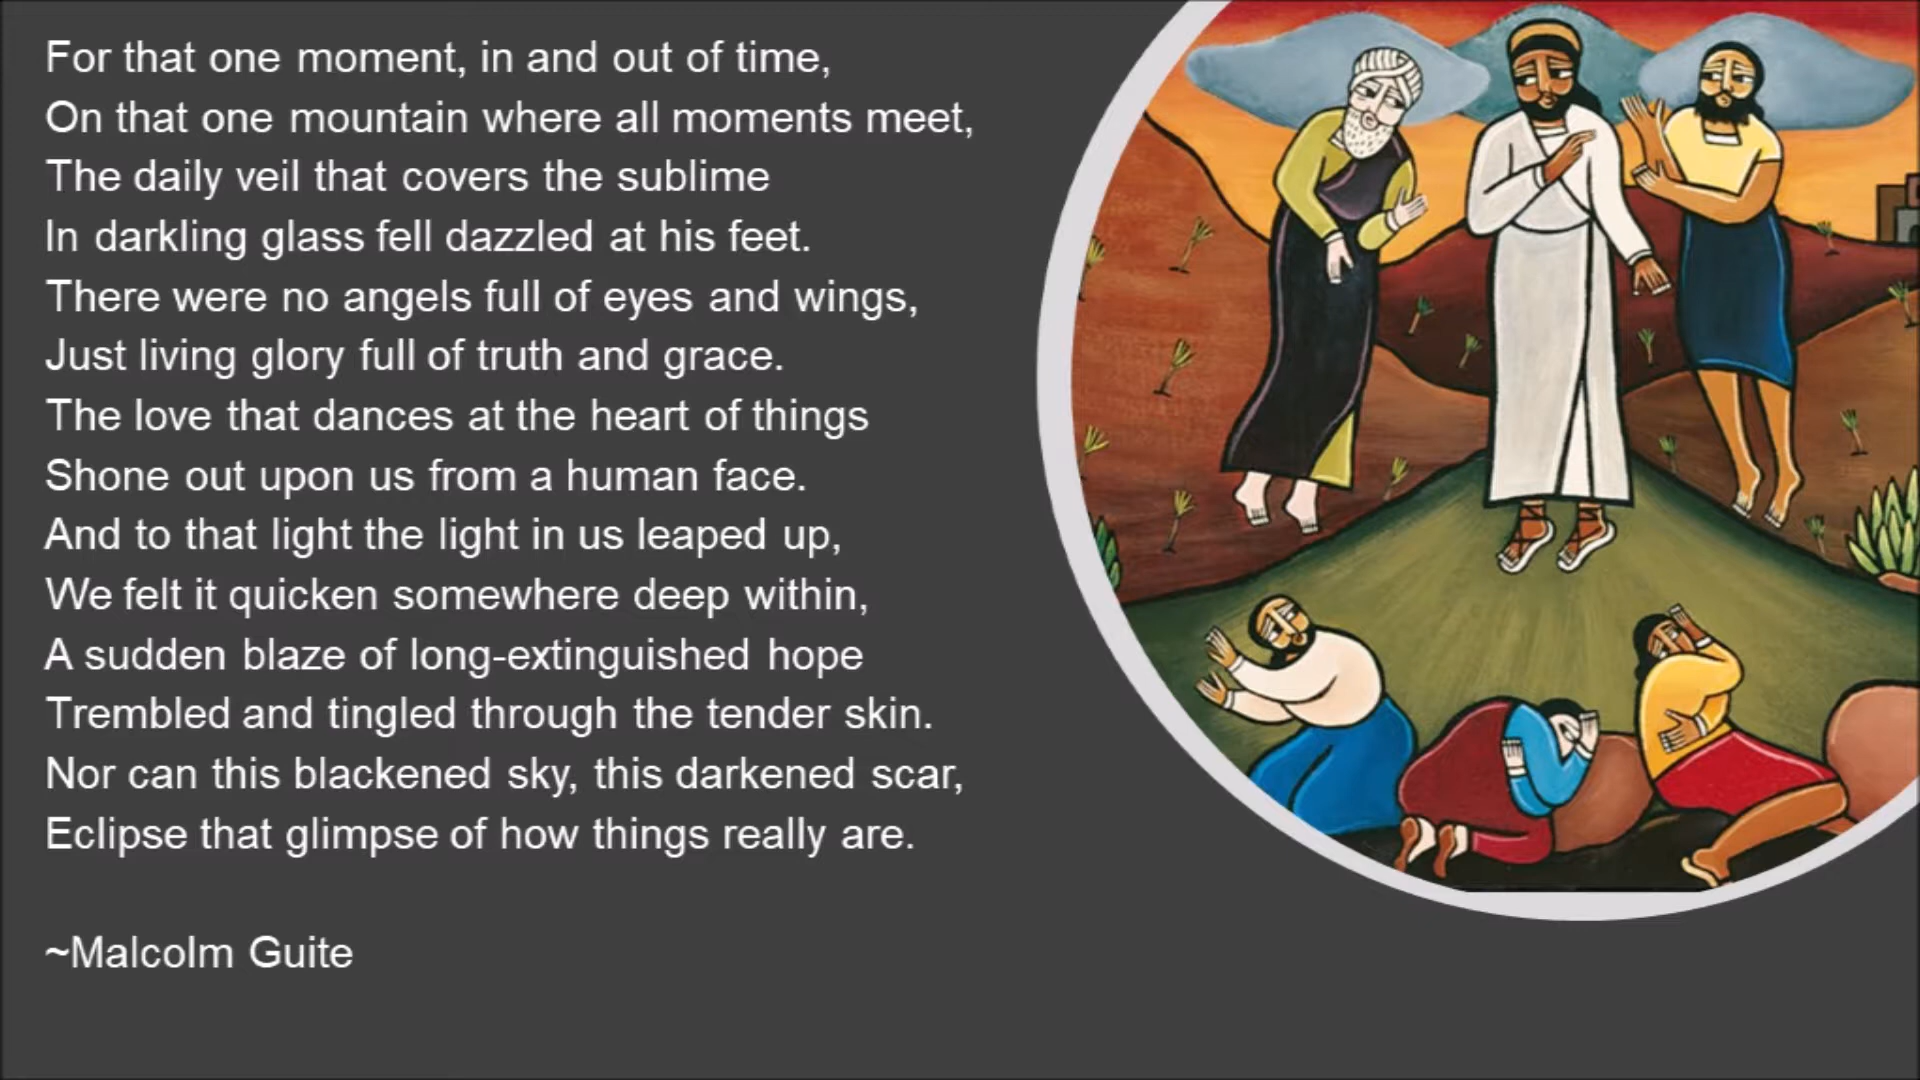 For that one moment, in and out of time,
On that one mountain where all moments meet,
The daily veil that covers the sublime
In darkling glass fell dazzled at his feet.
There were no angels full of eyes and wings,
Just living glory full of truth and grace.
The love that dances at the heart of things
Shone out upon us from a human face.
And to that light the light in us leaped up,
We felt it quicken somewhere deep within,
A sudden blaze of long-extinguished hope
Trembled and tingled through the tender skin.
Nor can this blackened sky, this darkened scar,
Eclipse that glimpse of how things really are.
~Malcolm Guite